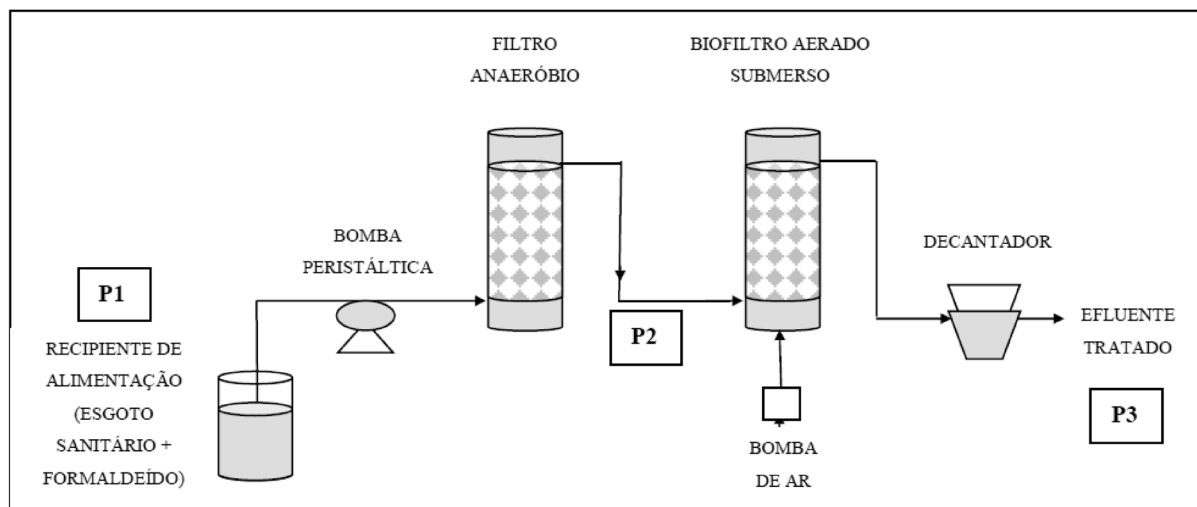 FILTRO
ANAERÓBIO
BIOFILTRO AERADO
SUBMERSO
BOMBA
PERISTÁLTICA
DECANTADOR
P1
RECIPIENTE DE
ALIMENTAÇÃO
(ESGOTO
SANITÁRIO +
FORMALDEÍDO)
P2
EFLUENTE
TRATADO
P3
BOMBA
DE AR